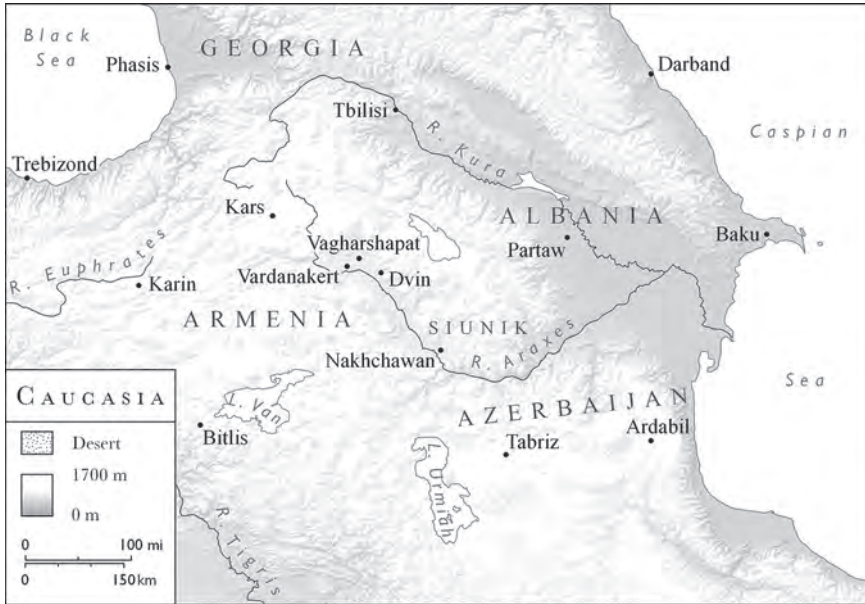 Black
Sea
GEORGIA
Phasis
Darband
Tbilisi
R. Kura
Caspian
Trebizond
Kars
ALBANIA
Vagharshapat
Partaw
Baku
R. Euphrates
Vardanakert
Dvin
Karin
ARMENIA
SIUNIK
R. Araxes
Nakhchawan
Sea
CAUCASIA
L. Van
AZERBAIJAN
Bitlis
Tabriz
Ardabil
Desert
L. Urmiah
1700 m
0 m
R. Tigris
0 100 mi
0 150 km